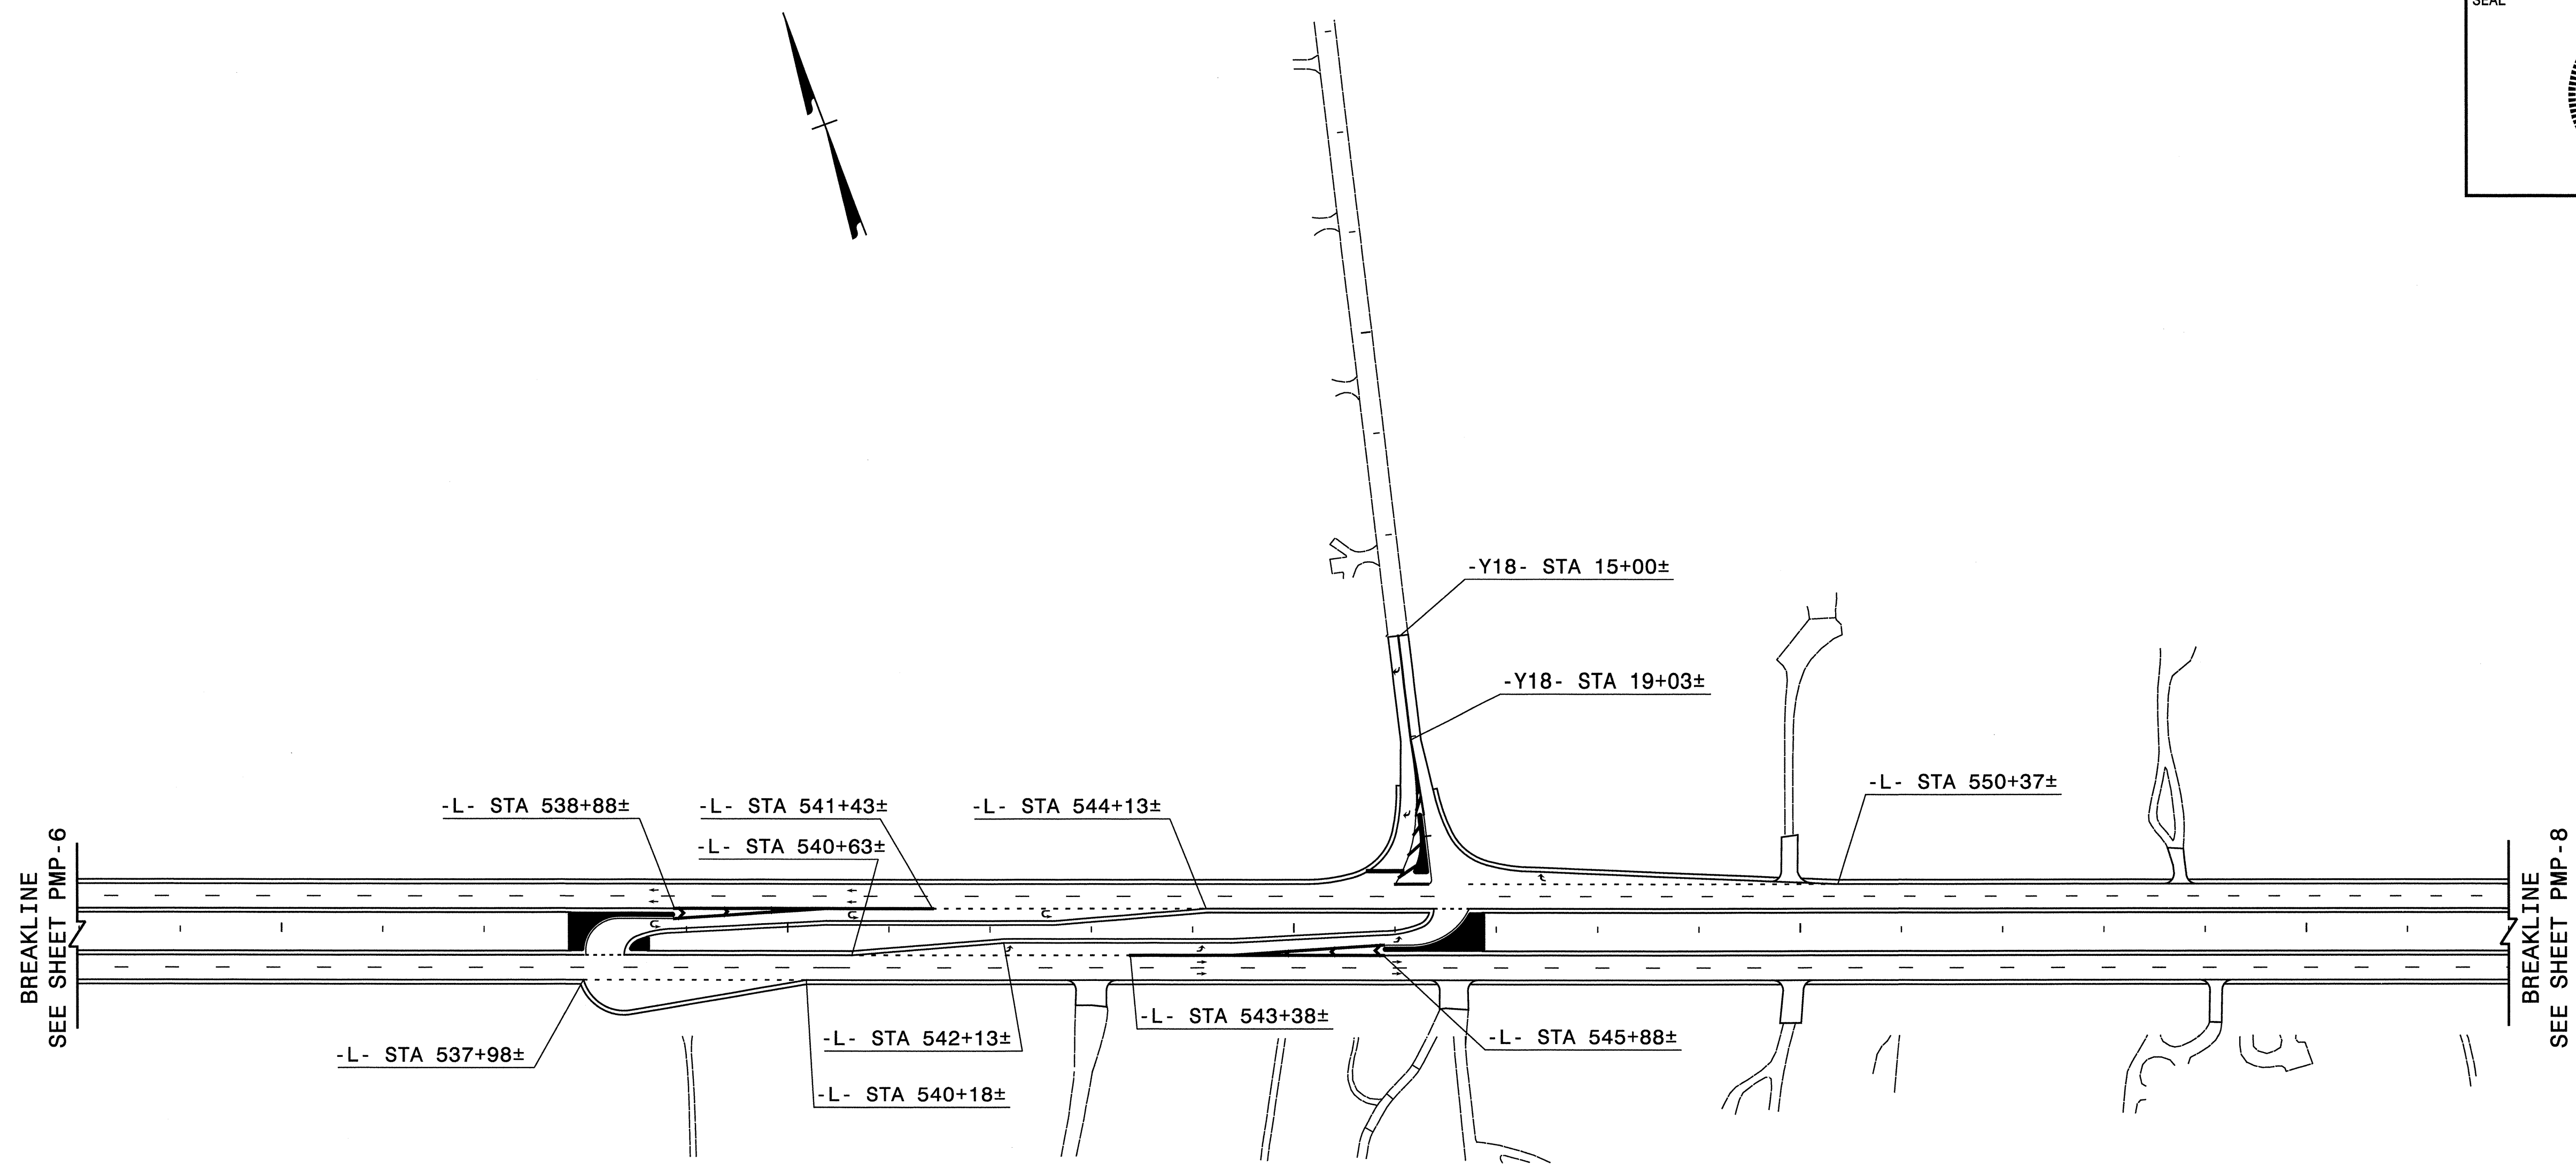 SEAL
-Y18- STA 15+00±
-Y18- STA 19+03±
-L- STA 550+37±
-L- STA 538+88±
-L- STA 541+43±
-L- STA 544+13±
-L- STA 540+63±
BREAKLINE
SEE SHEET PMP-6
BREAKLINE
SEE SHEET PMP-8
-L- STA 543+38±
-L- STA 542+13±
-L- STA 545+88±
-L- STA 537+98±
-L- STA 540+18±